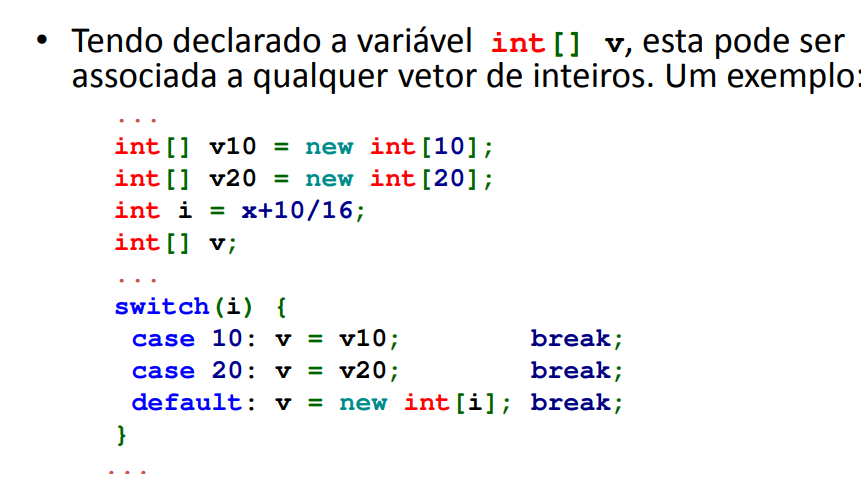 • Tendo declarado a variável int[] v, esta pode ser
associada a qualquer vetor de inteiros. Um exemplo:
...
int[] v10 = new int[10];
int[] v20 = new int[20];
int i = x+10/16;
int[] v;
...
switch(i) {
case 10: v = v10; break;
case 20: v = v20; break;
default: v = new int[i]; break;
}
...